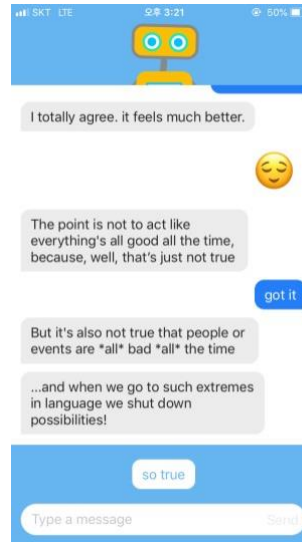 SKT LTE 오후 3:21 50%
I totally agree. it feels much better.
The point is not to act like
everything's all good all the time,
because, well, that's just not true
got it
But it's also not true that people or
events are *all* bad *all* the time
...and when we go to such extremes
in language we shut down
possibilities!
so true
Type a message Send